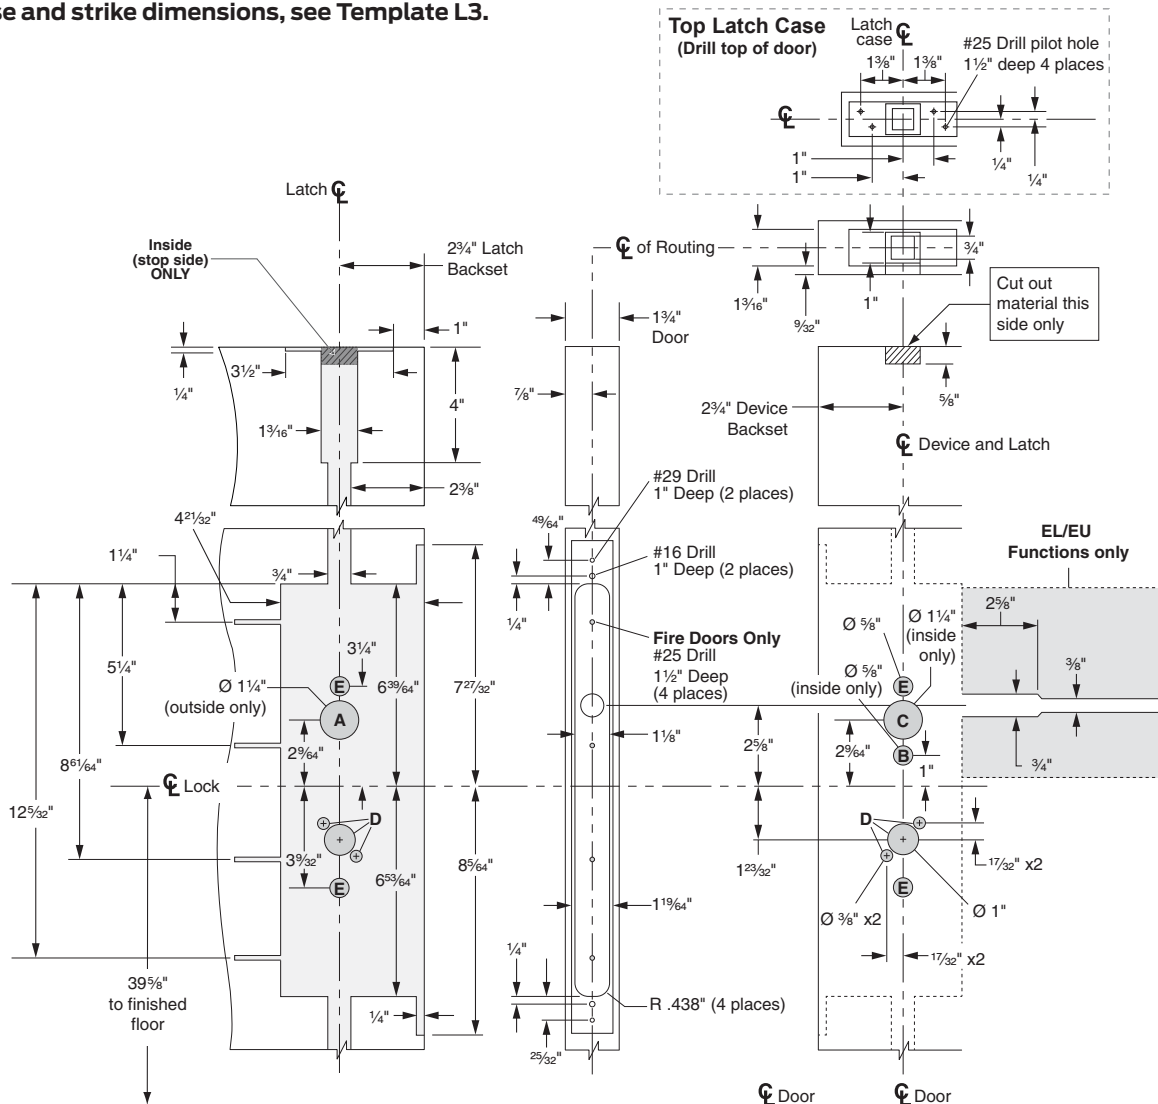 se and strike dimensions, see Template L3.
Top Latch Case
(Drill top of door)
Latch
case ℄
#25 Drill pilot hole
1½" deep 4 places
1⅜"
1⅜"
℄
1"
1"
¼"
¼"
Latch ℄
Inside
(stop side)
ONLY
2¾" Latch
Backset
℄ of Routing
¾"
1³⁄₁₆"
⁹⁄₃₂"
1"
Cut out
material this
side only
1"
1¾"
Door
¼"
3½"
4"
⅞"
⅝"
2¾" Device
Backset
1³⁄₁₆"
℄ Device and Latch
2⅜"
#29 Drill
1" Deep (2 places)
4²¹⁄₃₂"
⁴⁹⁄₆₄"
EL/EU
Functions only
1¼"
¾"
#16 Drill
1" Deep (2 places)
2⅝"
¼"
Ø ⅝"
Ø 1¼"
(inside
only)
Fire Doors Only
#25 Drill
1½" Deep
(4 places)
3¼"
5¼"
Ø 1¼"
(outside only)
E
6³⁹⁄₆₄"
7²⁷⁄₃₂"
Ø ⅝"
(inside only)
E
⅜"
A
C
1⅛"
2⅝"
2⁹⁄₆₄"
2⁹⁄₆₄"
B
1"
¾"
8⁶¹⁄₆₄"
℄ Lock
12⁵⁄₃₂"
D
D
3⁹⁄₃₂"
6⁵³⁄₆₄"
8⁵⁄₆₄"
1²³⁄₃₂"
¹⁷⁄₃₂" x2
E
E
1¹⁹⁄₆₄"
Ø ⅜" x2
Ø 1"
¹⁷⁄₃₂" x2
¼"
39⅝"
to finished
floor
¼"
R .438" (4 places)
²⁵⁄₃₂"
℄ Door
℄ Door